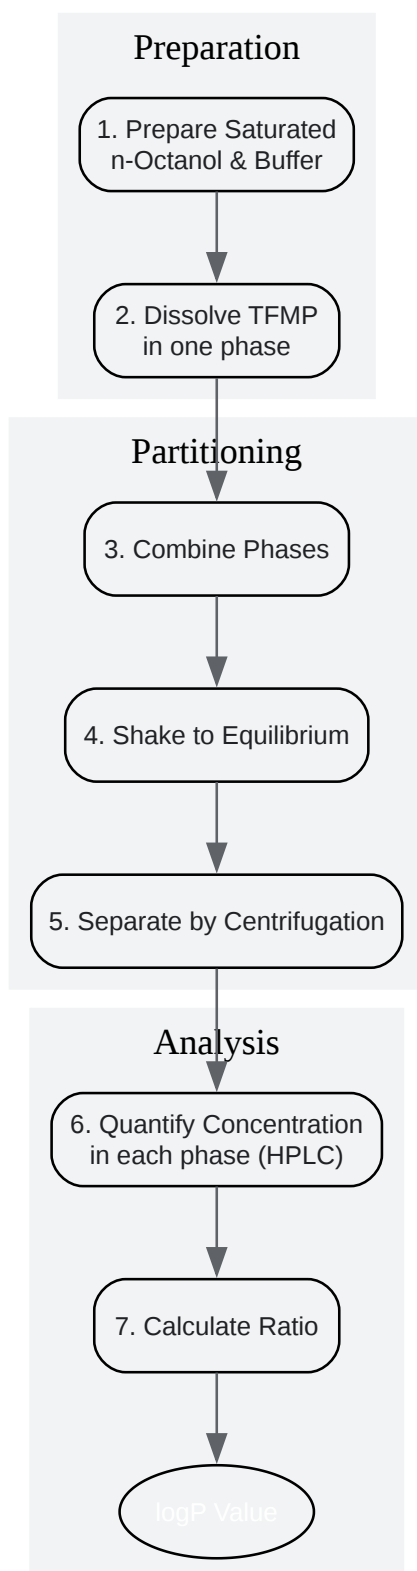 Preparation
1. Prepare Saturated
n-Octanol & Buffer
2. Dissolve TFMP
in one phase
Partitioning
3. Combine Phases
4. Shake to Equilibrium
5. Separate by Centrifugation
Analysis
6. Quantify Concentration
in each phase (HPLC)
7. Calculate Ratio
logP Value